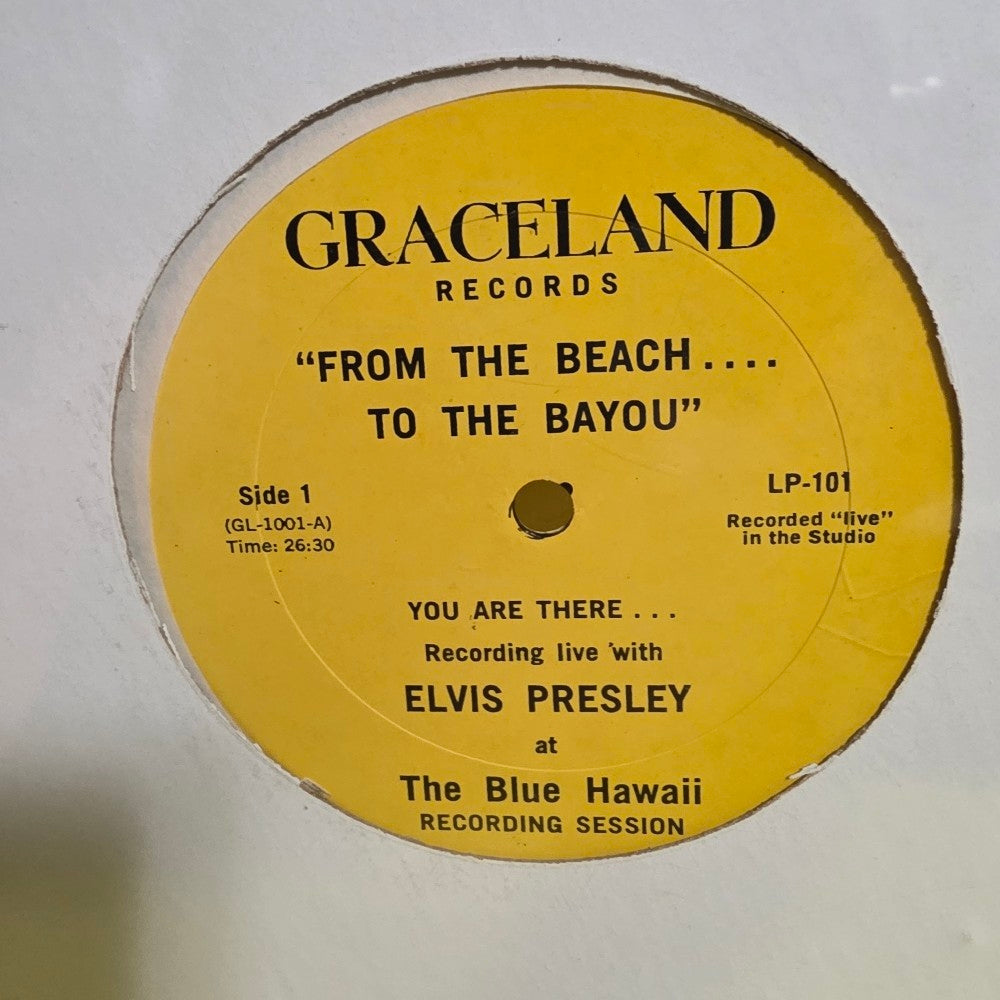 GRACELAND
RECORDS
“FROM THE BEACH....
TO THE BAYOU”
Side 1
(GL-1001-A)
Time: 26:30
LP-101
Recorded “live”
in the Studio
YOU ARE THERE...
Recording live with
ELVIS PRESLEY
at
The Blue Hawaii
RECORDING SESSION